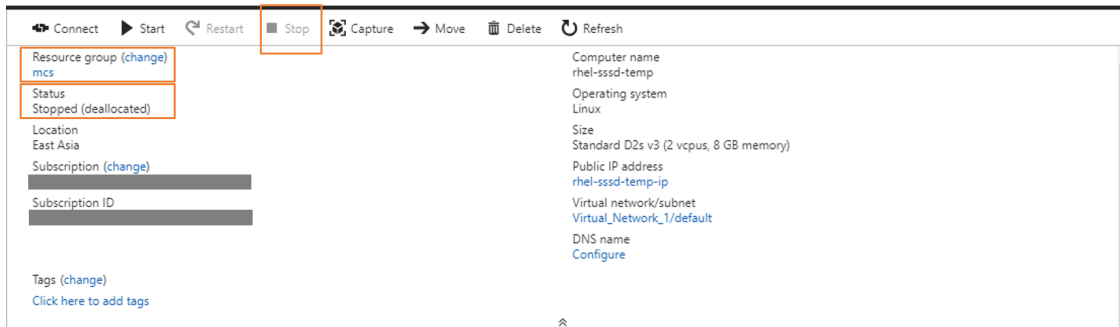 Connect Start Restart Stop Capture Move Delete Refresh
Resource group (change)
mcs
Status
Stopped (deallocated)
Location
East Asia
Subscription (change)
Subscription ID
Tags (change)
Click here to add tags
Computer name
rhel-sssd-temp
Operating system
Linux
Size
Standard D2s v3 (2 vcpus, 8 GB memory)
Public IP address
rhel-sssd-temp-ip
Virtual network/subnet
Virtual_Network_1/default
DNS name
Configure